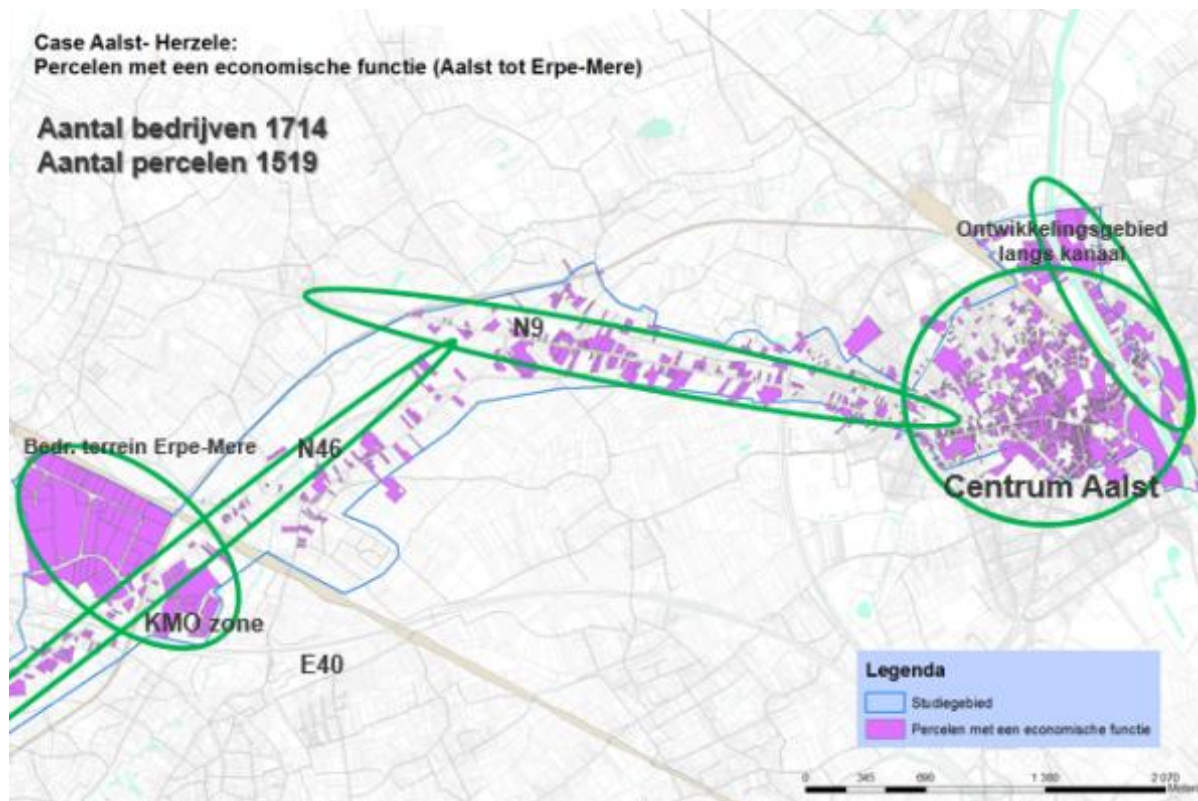 Case Aalst- Herzele:
Percelen met een economische functie (Aalst tot Erpe-Mere)
Aantal bedrijven 1714
Aantal percelen 1519
Ontwikkelingsgebied
langs kanaal
N9
N46
Bedr. terrein Erpe-Mere
Centrum Aalst
KMO zone
E40
Legenda
Studiegebied
Percelen met een economische functie
0 345 690 1 380 2 070
Meters